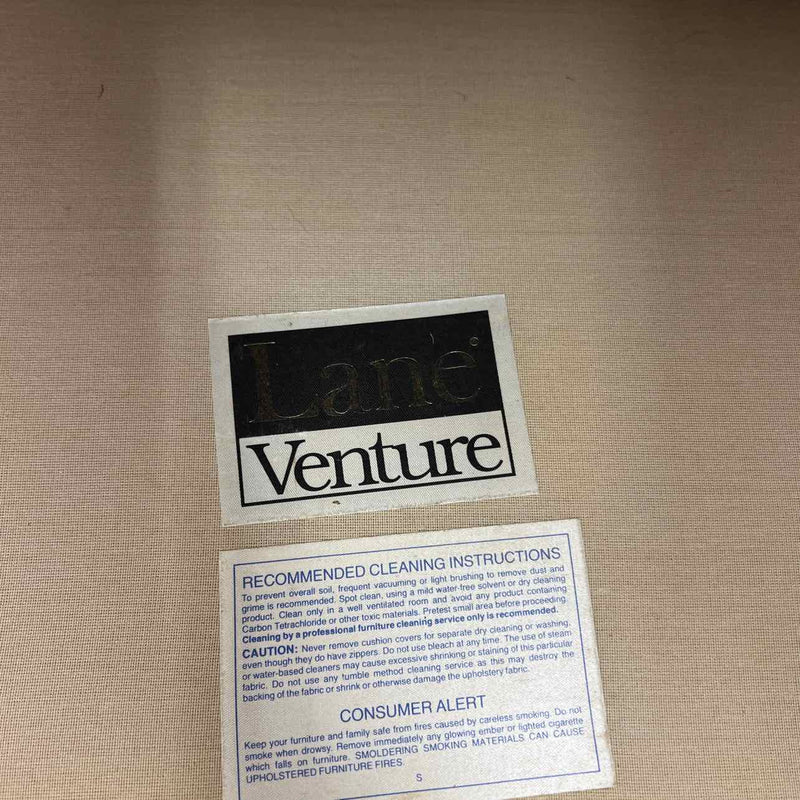 Lane®
Venture
RECOMMENDED CLEANING INSTRUCTIONS
To prevent overall soil, frequent vacuuming or light brushing to remove dust and
grime is recommended. Spot clean, using a mild water-free solvent or dry cleaning
product. Clean only in a well ventilated room and avoid any product containing
Carbon Tetrachloride or other toxic materials. Pretest small area before proceeding.
Cleaning by a professional furniture cleaning service only is recommended.
CAUTION: Never remove cushion covers for separate dry cleaning or washing,
even though they do have zippers. Do not use bleach at any time. The use of steam
or water-based cleaners may cause excessive shrinking or staining of this particular
fabric. Do not use any tumble method cleaning service as this may destroy the
backing of the fabric or shrink or otherwise damage the upholstery fabric.
CONSUMER ALERT
Keep your furniture and family safe from fires caused by careless smoking. Do not
smoke when drowsy. Remove immediately any glowing ember or lighted cigarette
which falls on furniture. SMOLDERING SMOKING MATERIALS CAN CAUSE
UPHOLSTERED FURNITURE FIRES.
S